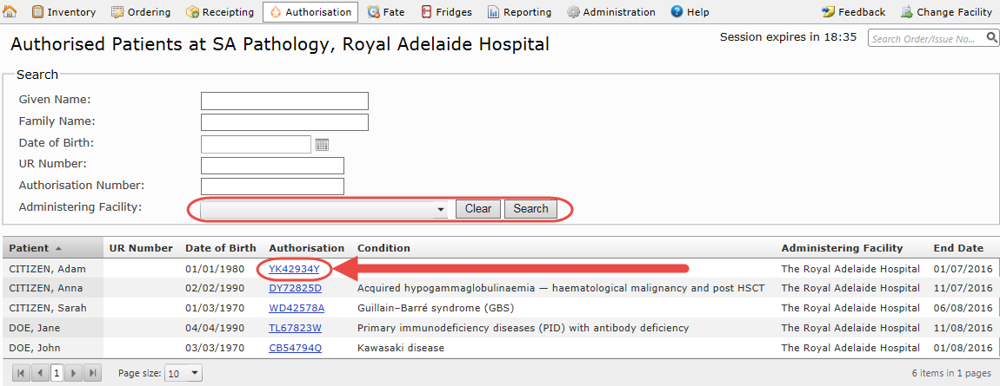 Inventory Ordering Receipting Authorisation Fate Fridges Reporting Administration Help Feedback Change Facility
Authorised Patients at SA Pathology, Royal Adelaide Hospital
Session expires in 18:35
Search Order/Issue No...
Search
Given Name:
Family Name:
Date of Birth:
UR Number:
Authorisation Number:
Administering Facility:
Clear Search
Patient UR Number Date of Birth Authorisation Condition Administering Facility End Date
CITIZEN, Adam 01/01/1980 YK42934Y The Royal Adelaide Hospital 01/07/2016
CITIZEN, Anna 02/02/1990 DY72825D Acquired hypogammaglobulinaemia — haematological malignancy and post HSCT The Royal Adelaide Hospital 11/07/2016
CITIZEN, Sarah 01/03/1970 WD42578A Guillain–Barré syndrome (GBS) The Royal Adelaide Hospital 06/08/2016
DOE, Jane 04/04/1990 TL67823W Primary immunodeficiency diseases (PID) with antibody deficiency The Royal Adelaide Hospital 11/08/2016
DOE, John 03/03/1970 CB54794Q Kawasaki disease The Royal Adelaide Hospital 01/08/2016
1 Page size: 10 6 items in 1 pages